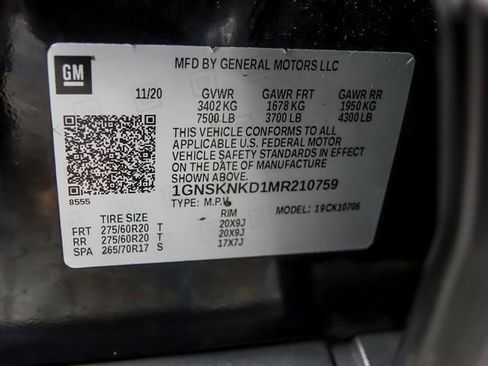 GM
MFD BY GENERAL MOTORS LLC
11/20 GVWR GAWR FRT GAWR RR
3402 KG 1678 KG 1950 KG
7500 LB 3700 LB 4300 LB
THIS VEHICLE CONFORMS TO ALL
APPLICABLE U.S. FEDERAL MOTOR
VEHICLE SAFETY STANDARDS IN EFFECT
ON THE DATE OF MANUFACTURE
SHOWN ABOVE.
8555
1GNSKNKD1MR210759
TYPE: M.P.V. MODEL: 19CK10706
TIRE SIZE RIM
FRT 275/60R20 T 20X9J
RR 275/60R20 T 20X9J
SPA 265/70R17 S 17X7J